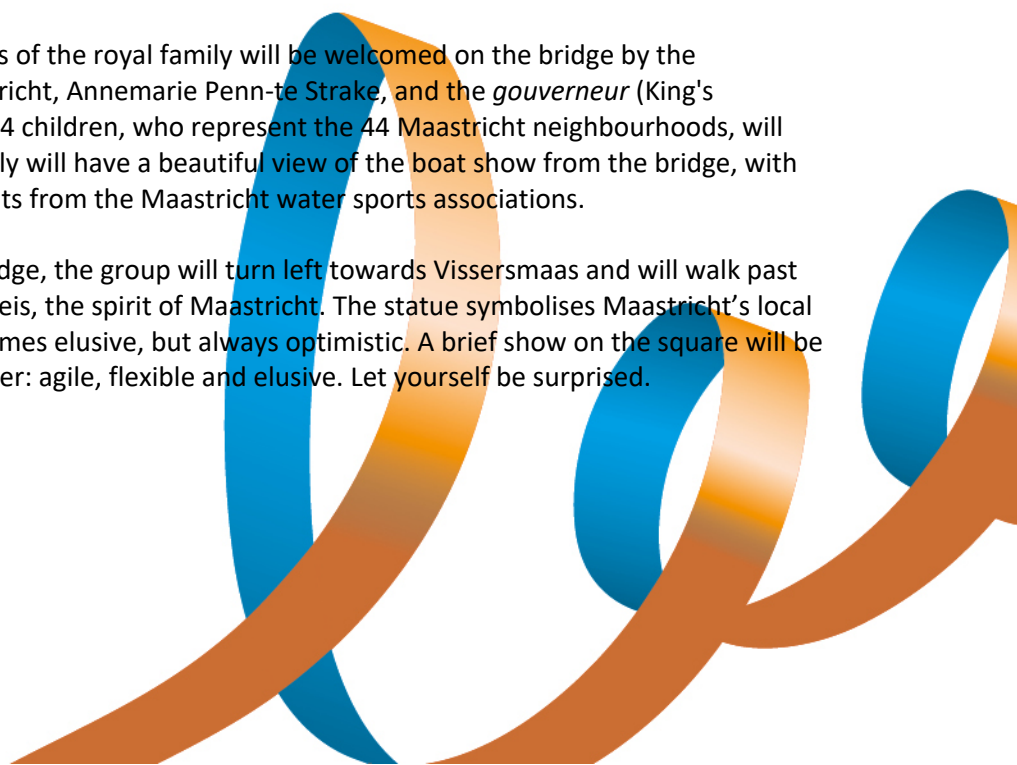 s of the royal family will be welcomed on the bridge by the
richt, Annemarie Penn-te Strake, and the gouverneur (King's
4 children, who represent the 44 Maastricht neighbourhoods, will
ly will have a beautiful view of the boat show from the bridge, with
ts from the Maastricht water sports associations.
dge, the group will turn left towards Vissersmaas and will walk past
eis, the spirit of Maastricht. The statue symbolises Maastricht’s local
mes elusive, but always optimistic. A brief show on the square will be
er: agile, flexible and elusive. Let yourself be surprised.